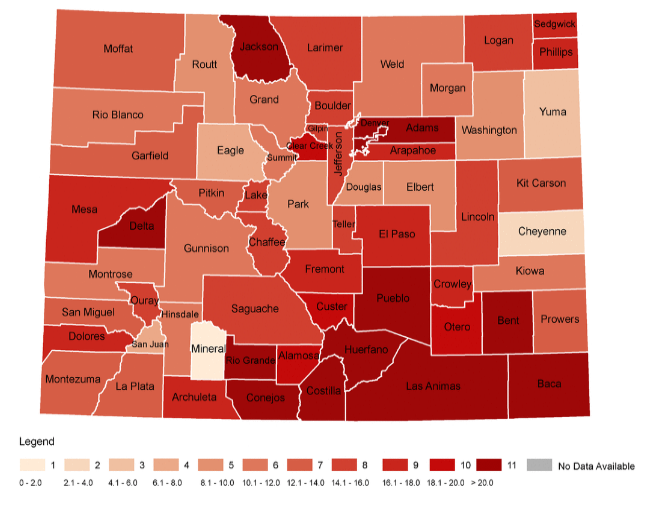 Sedgwick
Jackson Larimer Logan
Moffat Phillips
Routt Weld
Morgan
Grand
Boulder Yuma
Rio Blanco
Gilpin Denver Adams Washington
Clear Creek
Eagle Arapahoe
Garfield Summit Jefferson
Kit Carson
Pitkin Lake Douglas Elbert
Park
Mesa Lincoln
Delta Teller Cheyenne
El Paso
Gunnison Chaffee
Fremont
Montrose Kiowa
Crowley
Ouray Pueblo
San Miguel Hinsdale Saguache Custer
Otero Bent Prowers
Dolores San Juan
Mineral Huerfano
Rio Grande Alamosa
Montezuma La Plata
Las Animas Baca
Archuleta Conejos Costilla
Legend
1 2 3 4 5 6 7 8 9 10 11 No Data Available
0 - 2.0 2.1 - 4.0 4.1 - 6.0 6.1 - 8.0 8.1 - 10.0 10.1 - 12.0 12.1 - 14.0 14.1 - 16.0 16.1 - 18.0 18.1 - 20.0 > 20.0